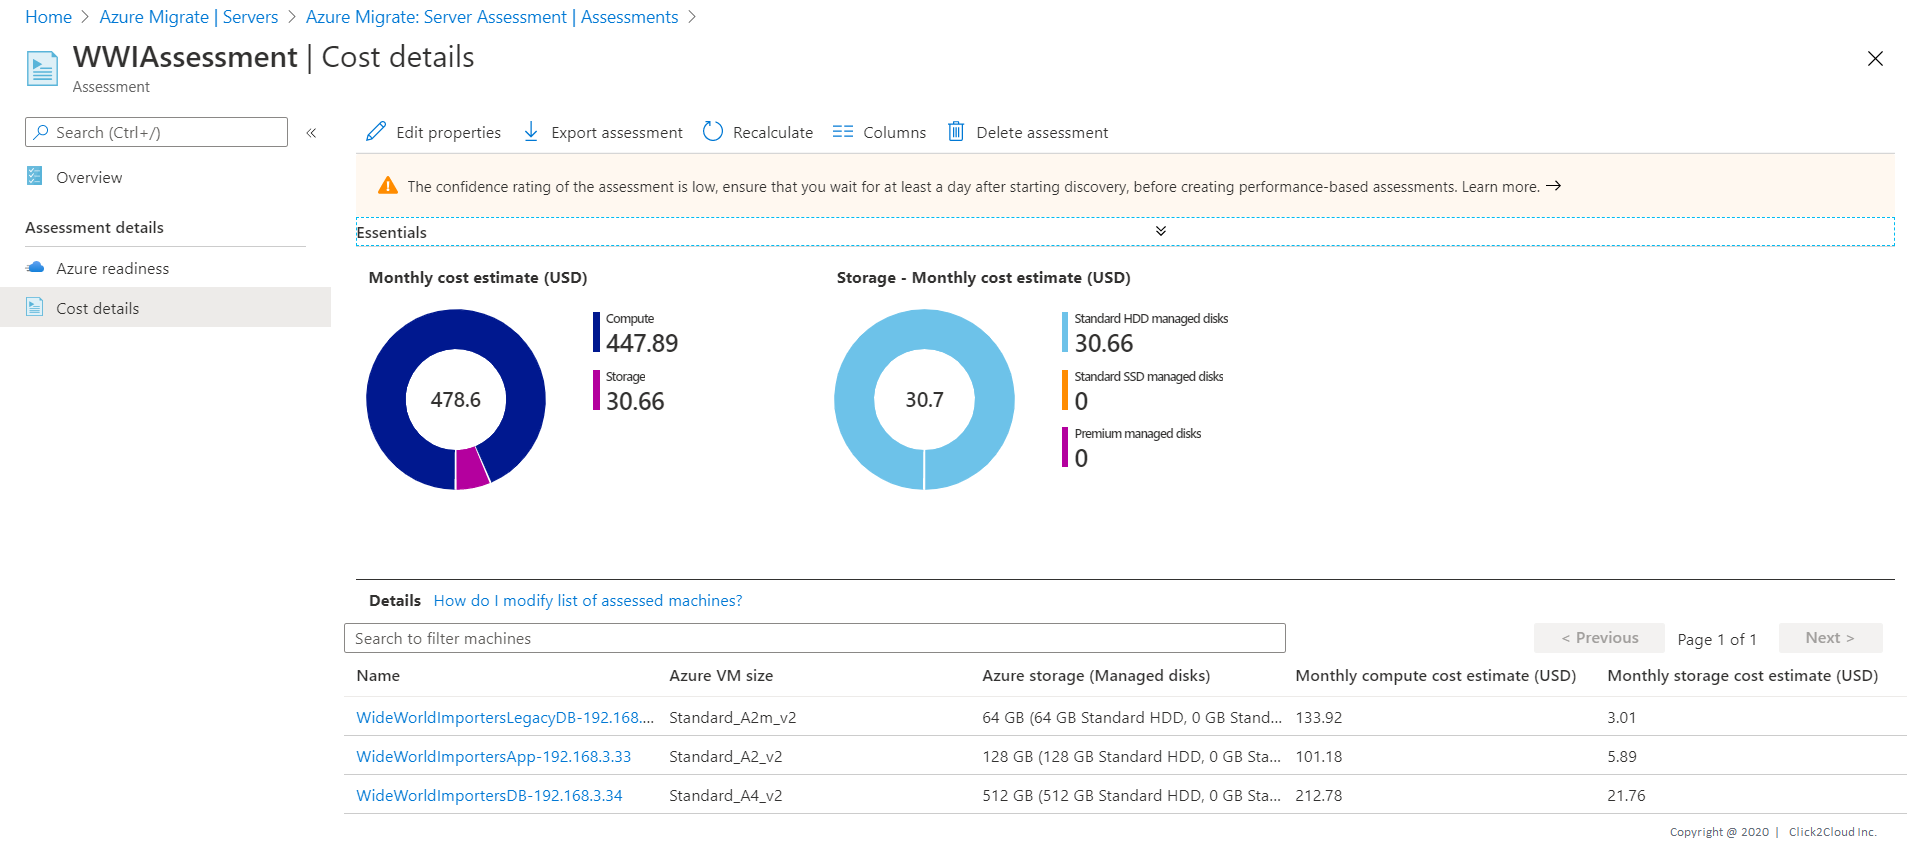 Home > Azure Migrate | Servers > Azure Migrate: Server Assessment | Assessments >
WWIAssessment | Cost details
Assessment
Search (Ctrl+/)
Overview
Assessment details
Azure readiness
Cost details
Edit properties Export assessment Recalculate Columns Delete assessment
The confidence rating of the assessment is low, ensure that you wait for at least a day after starting discovery, before creating performance-based assessments. Learn more. →
Essentials
Monthly cost estimate (USD)
478.6
Compute
447.89
Storage
30.66
Storage - Monthly cost estimate (USD)
30.7
Standard HDD managed disks
30.66
Standard SSD managed disks
0
Premium managed disks
0
Details How do I modify list of assessed machines?
Search to filter machines
< Previous Page 1 of 1 Next >
Name Azure VM size Azure storage (Managed disks) Monthly compute cost estimate (USD) Monthly storage cost estimate (USD)
WideWorldImportersLegacyDB-192.168.... Standard_A2m_v2 64 GB (64 GB Standard HDD, 0 GB Stand... 133.92 3.01
WideWorldImportersApp-192.168.3.33 Standard_A2_v2 128 GB (128 GB Standard HDD, 0 GB Sta... 101.18 5.89
WideWorldImportersDB-192.168.3.34 Standard_A4_v2 512 GB (512 GB Standard HDD, 0 GB Sta... 212.78 21.76
Copyright @ 2020 | Click2Cloud Inc.